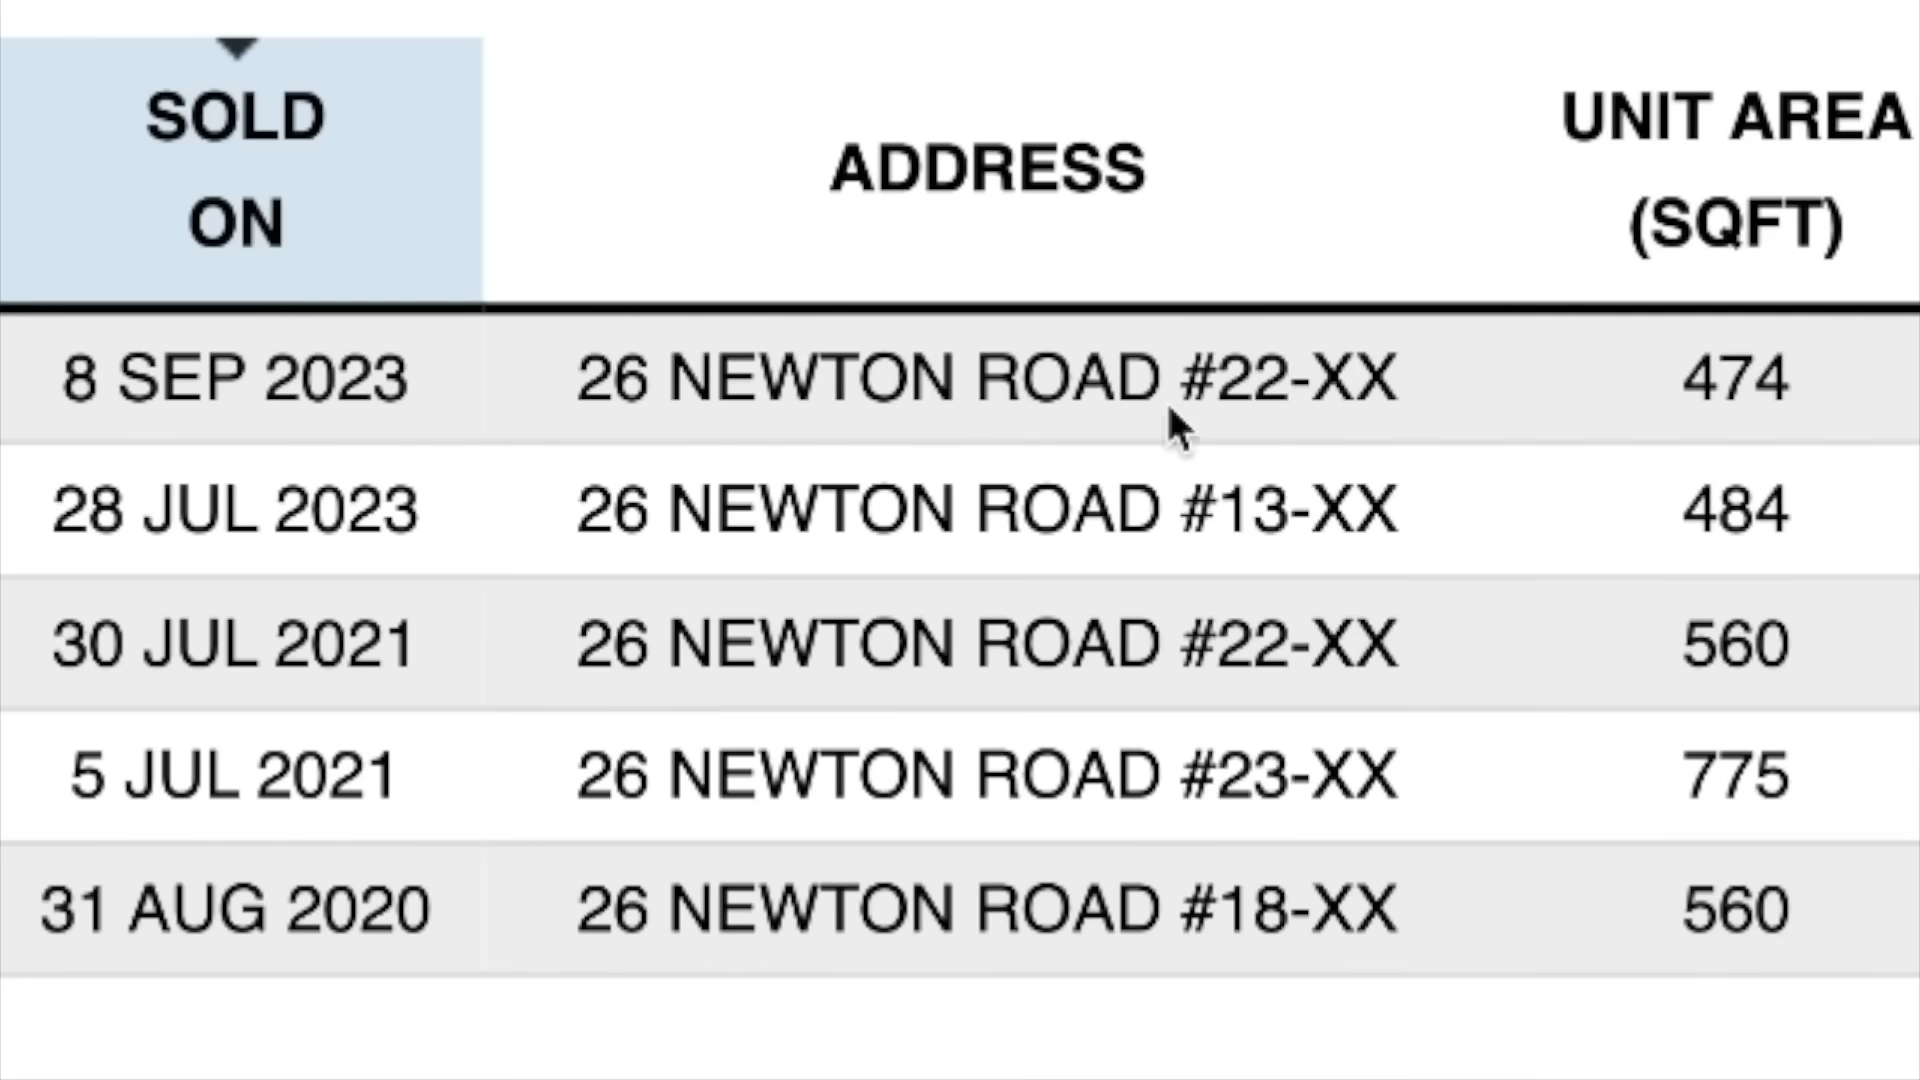 SOLD
ON
ADDRESS
UNIT AREA
(SQFT)
8 SEP 2023 26 NEWTON ROAD #22-XX 474
28 JUL 2023 26 NEWTON ROAD #13-XX 484
30 JUL 2021 26 NEWTON ROAD #22-XX 560
5 JUL 2021 26 NEWTON ROAD #23-XX 775
31 AUG 2020 26 NEWTON ROAD #18-XX 560